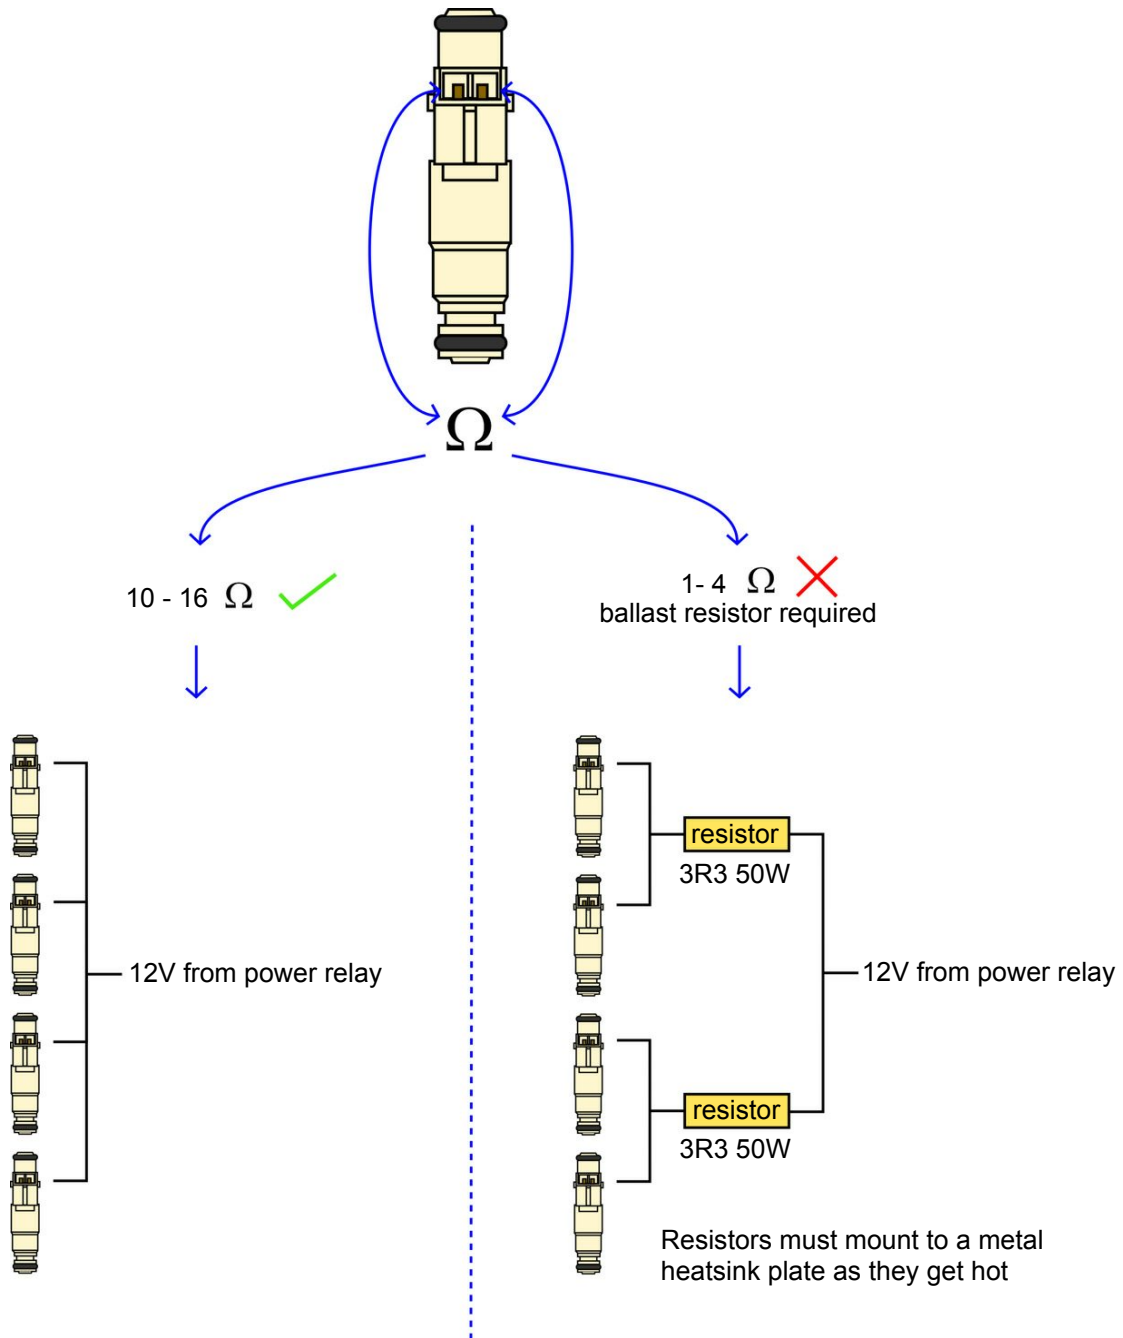 Ω
10 - 16 Ω
1- 4 Ω
ballast resistor required
12V from power relay
resistor
3R3 50W
12V from power relay
resistor
3R3 50W
Resistors must mount to a metal
heatsink plate as they get hot